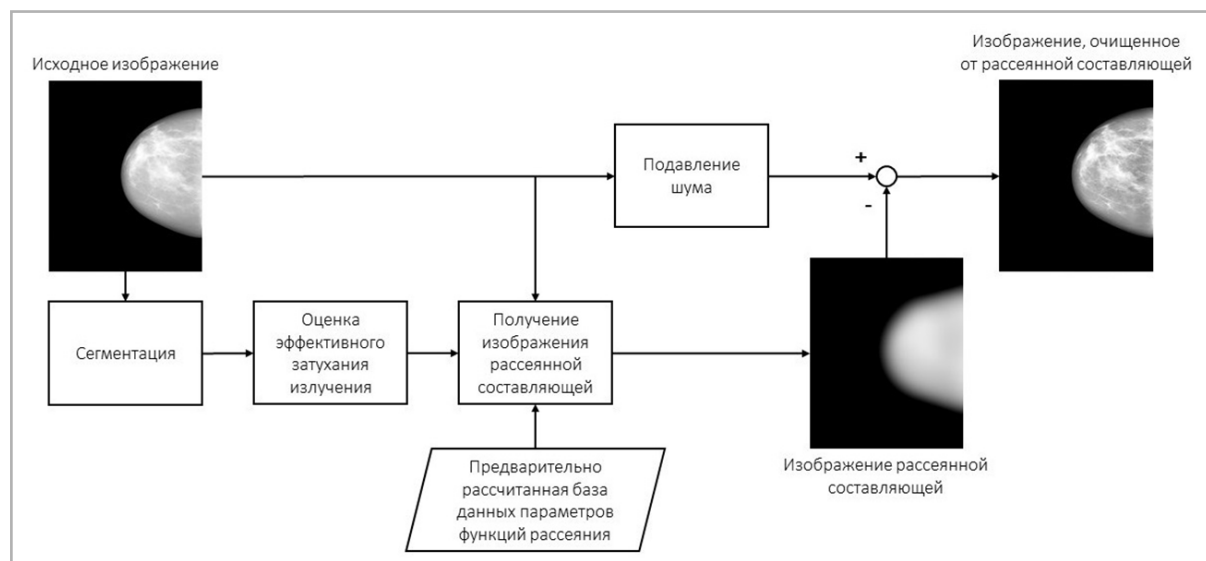 Исходное изображение
Изображение, очищенное
от рассеянной составляющей
Подавление
шума
+
-
Сегментация
Оценка
эффективного
затухания
излучения
Получение
изображения
рассеянной
составляющей
Предварительно
рассчитанная база
данных параметров
функций рассеяния
Изображение рассеянной
составляющей